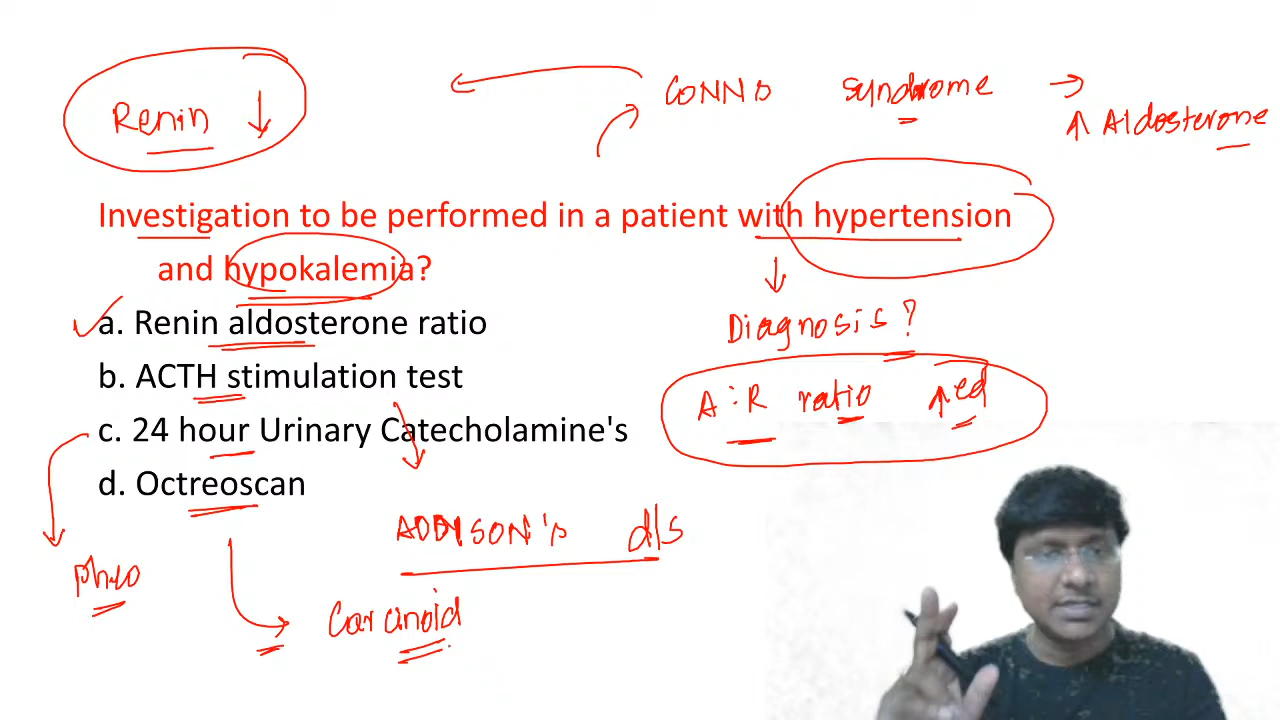 Renin ↓
CONNS Syndrome →
↑ Aldosterone
Investigation to be performed in a patient with hypertension
and hypokalemia?
a. Renin aldosterone ratio
b. ACTH stimulation test
c. 24 hour Urinary Catecholamine's
d. Octreoscan
Diagnosis?
A:R ratio ↑ed
ADDISON'S d/s
Pheo
Carcinoid